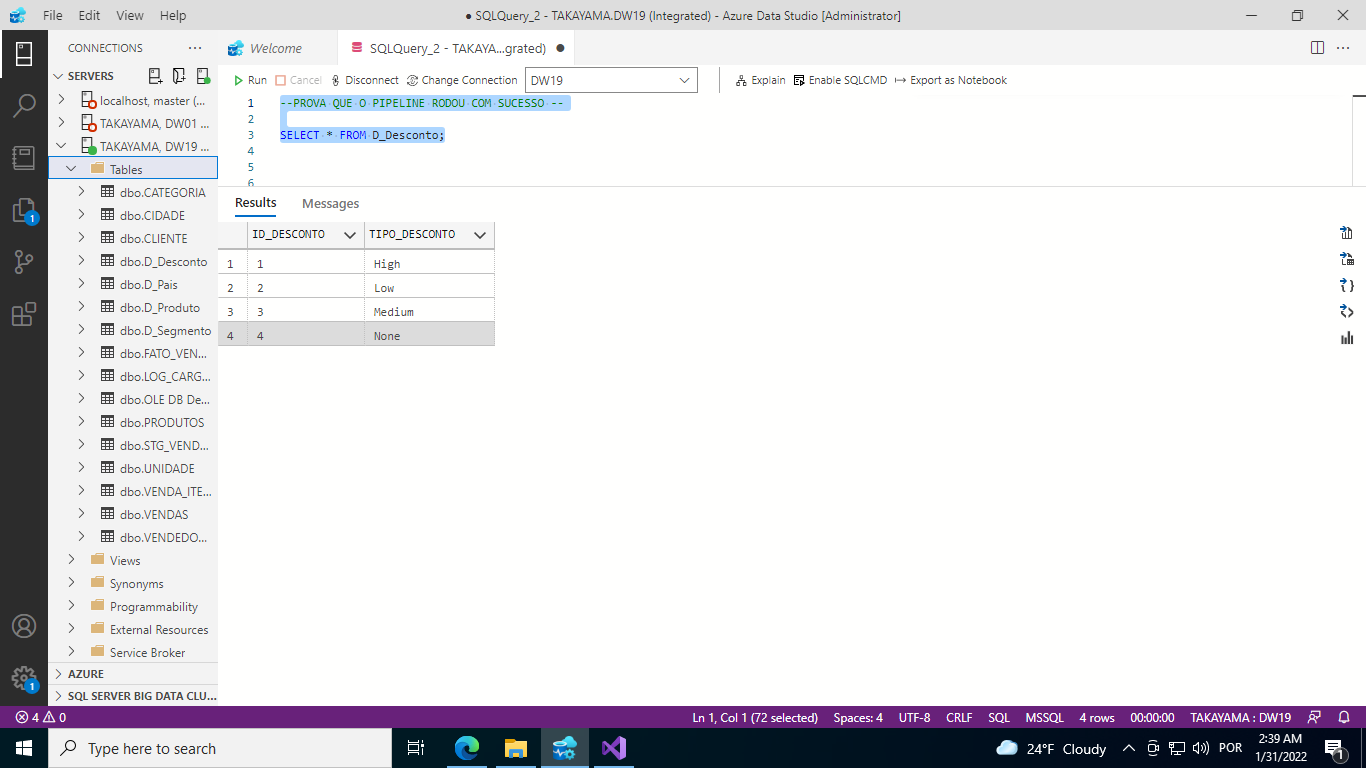 File Edit View Help
● SQLQuery_2 - TAKAYAMA.DW19 (Integrated) - Azure Data Studio [Administrator]
CONNECTIONS ...
Welcome
SQLQuery_2 - TAKAYA...grated) ●
SERVERS
Run Cancel Disconnect Change Connection DW19 Explain Enable SQLCMD Export as Notebook
localhost, master (...
TAKAYAMA, DW01 ...
TAKAYAMA, DW19 ...
Tables
dbo.CATEGORIA
dbo.CIDADE
dbo.CLIENTE
dbo.D_Desconto
dbo.D_Pais
dbo.D_Produto
dbo.D_Segmento
dbo.FATO_VEN...
dbo.LOG_CARG...
dbo.OLE DB De...
dbo.PRODUTOS
dbo.STG_VEND...
dbo.UNIDADE
dbo.VENDA_ITE...
dbo.VENDAS
dbo.VENDEDO...
Views
Synonyms
Programmability
External Resources
Service Broker
AZURE
SQL SERVER BIG DATA CLU...
1 --PROVA QUE O PIPELINE RODOU COM SUCESSO --
2
3 SELECT * FROM D_Desconto;
4
5
6
Results Messages
ID_DESCONTO TIPO_DESCONTO
1 1 High
2 2 Low
3 3 Medium
4 4 None
1
1
4 0
Ln 1, Col 1 (72 selected) Spaces: 4 UTF-8 CRLF SQL MSSQL 4 rows 00:00:00 TAKAYAMA : DW19
Type here to search
24°F Cloudy
POR
2:39 AM
1/31/2022
1